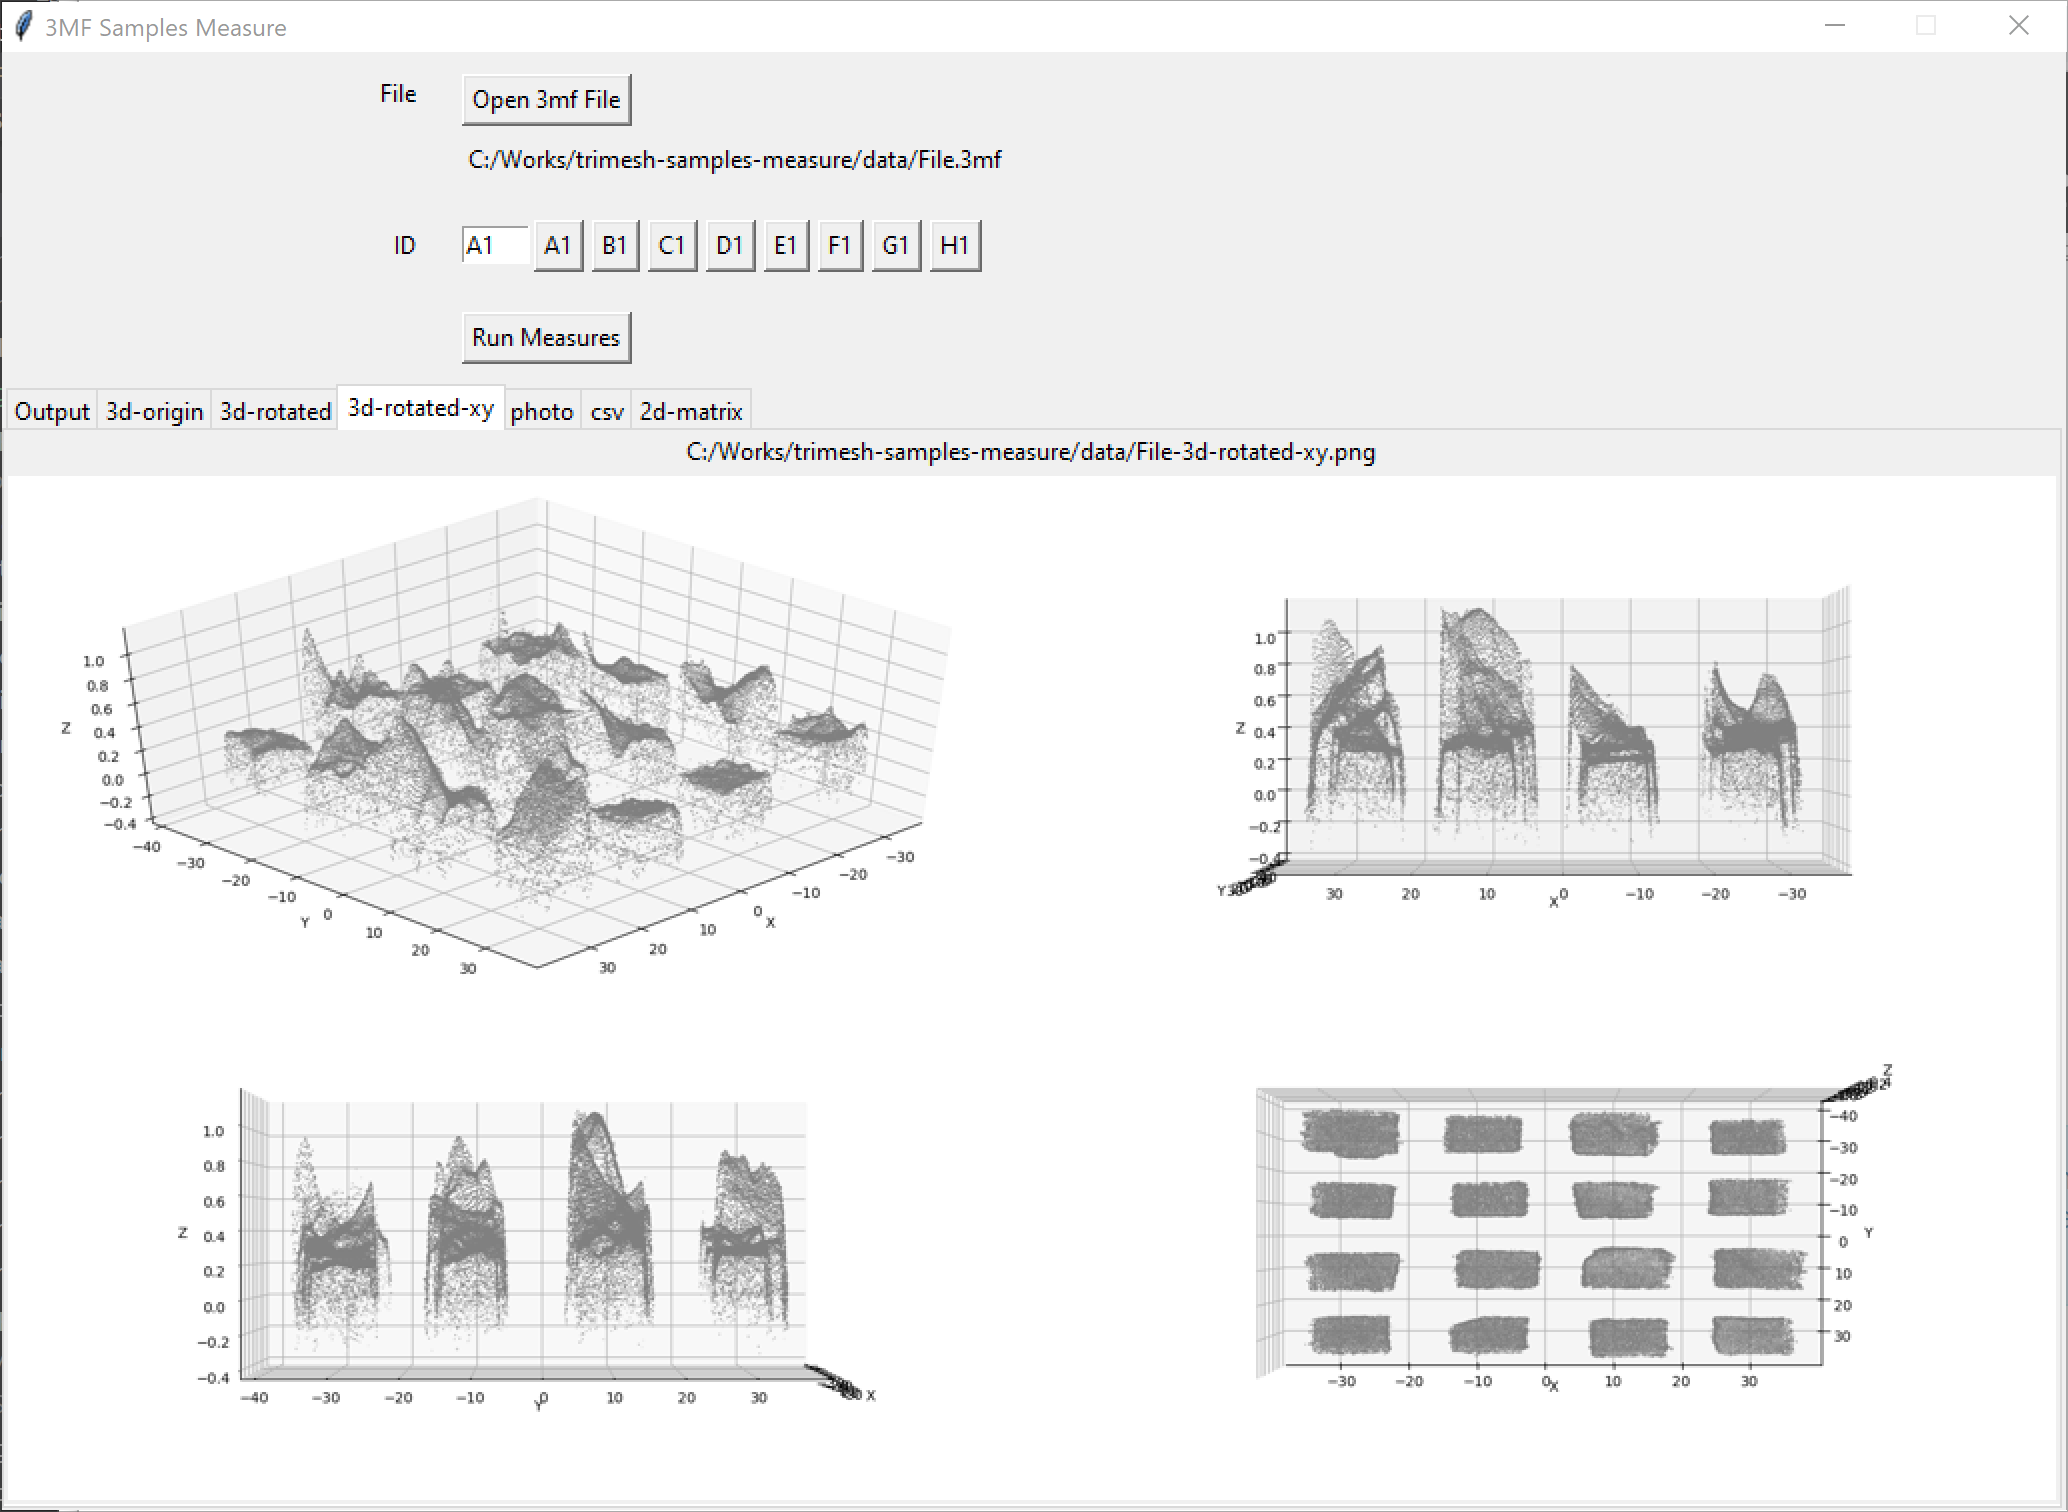 3MF Samples Measure
File Open 3mf File
C:/Works/trimesh-samples-measure/data/File.3mf
ID A1 A1 B1 C1 D1 E1 F1 G1 H1
Run Measures
Output 3d-origin 3d-rotated 3d-rotated-xy photo csv 2d-matrix
C:/Works/trimesh-samples-measure/data/File-3d-rotated-xy.png
1.0
0.8
0.6
Z 0.4
0.2
0.0
−0.2
−0.4
−40
−30
−20
−10
Y 0
10
20
30
−30
−20
−10
0 X
10
20
30
1.0
0.8
0.6
Z 0.4
0.2
0.0
−0.2
−0.4
Y
30 20 10 X 0 −10 −20 −30
1.0
0.8
0.6
Z 0.4
0.2
0.0
−0.2
−0.4
X
−40 −30 −20 −10 Y 0 10 20 30
Z
−40
−30
−20
−10
0 Y
10
20
30
−30 −20 −10 0 X 10 20 30